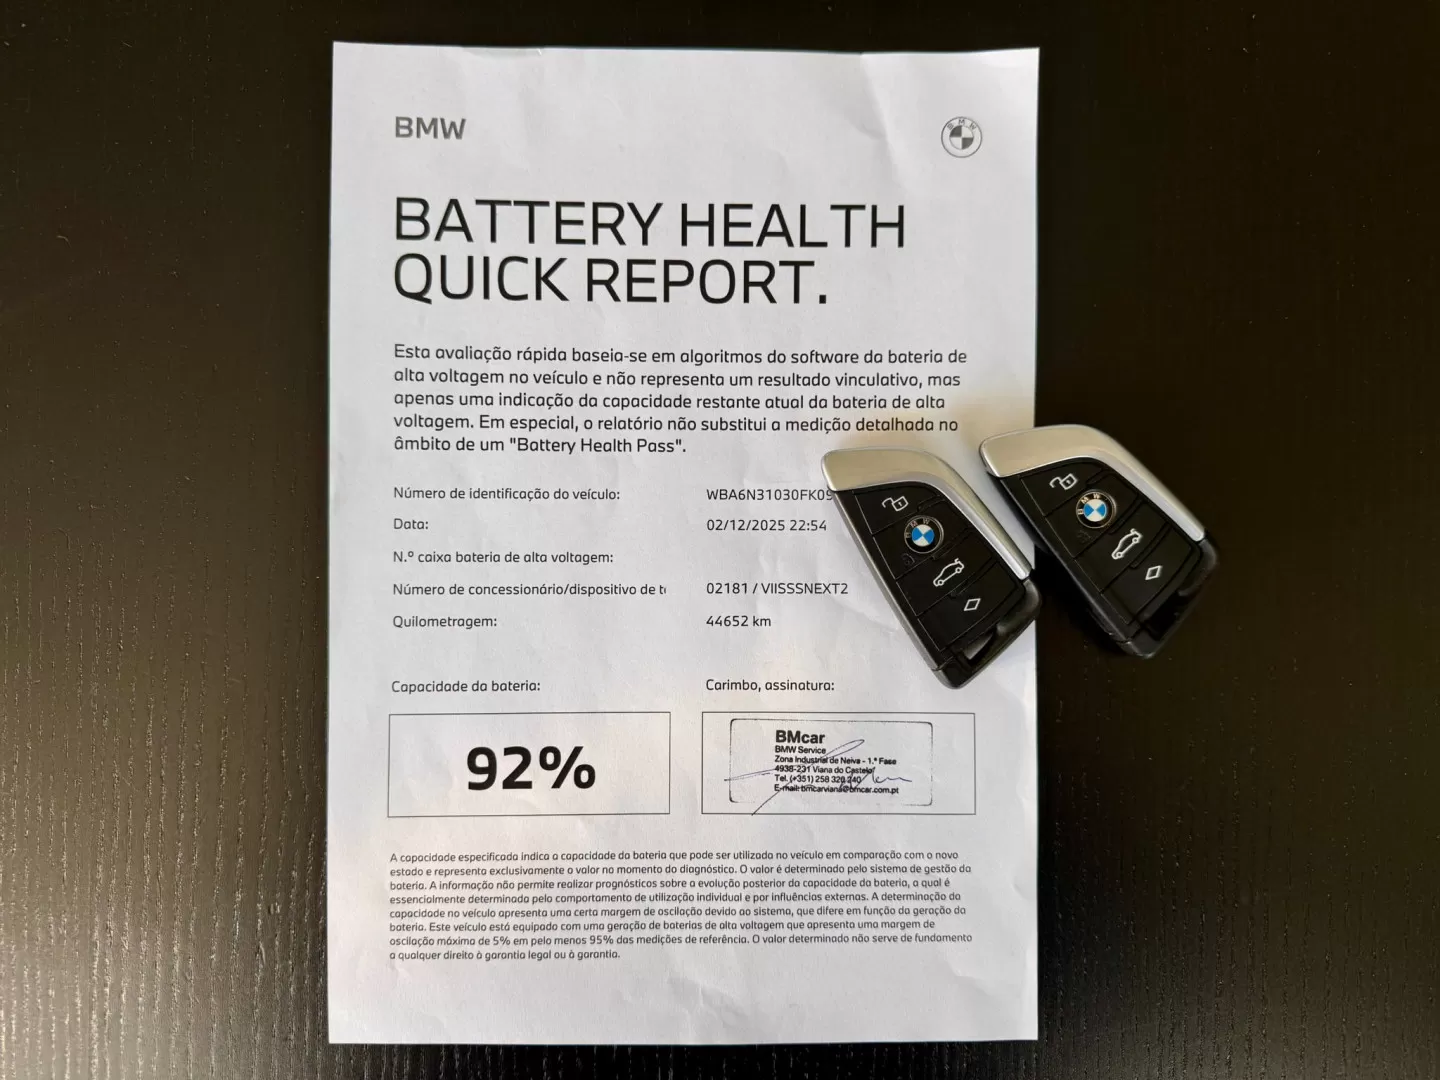 BMW
BATTERY HEALTH
QUICK REPORT.
Esta avaliação rápida baseia-se em algoritmos do software da bateria de
alta voltagem no veículo e não representa um resultado vinculativo, mas
apenas uma indicação da capacidade restante atual da bateria de alta
voltagem. Em especial, o relatório não substitui a medição detalhada no
âmbito de um "Battery Health Pass".
Número de identificação do veículo: WBA6N31030FK09
Data: 02/12/2025 22:54
N.º caixa bateria de alta voltagem:
Número de concessionário/dispositivo de te 02181 / VIISSSNEXT2
Quilometragem: 44652 km
Capacidade da bateria: Carimbo, assinatura:
92%
BMcar
BMW Service
Zona Industrial de Neiva - 1.ª Fase
4935-231 Viana do Castelo
Tel. (+351) 258 320 240
E-mail: bmcarviana@bmcar.com.pt
A capacidade especificada indica a capacidade da bateria que pode ser utilizada no veículo em comparação com o novo
estado e representa exclusivamente o valor no momento do diagnóstico. O valor é determinado pelo sistema de gestão da
bateria. A informação não permite realizar prognósticos sobre a evolução posterior da capacidade da bateria, a qual é
essencialmente determinada pelo comportamento de utilização individual e por influências externas. A determinação da
capacidade no veículo apresenta uma certa margem de oscilação devido ao sistema, que difere em função da geração da
bateria. Este veículo está equipado com uma geração de baterias de alta voltagem que apresenta uma margem de
oscilação máxima de 5% em pelo menos 95% das medições de referência. O valor determinado não serve de fundamento
a qualquer direito à garantia legal ou à garantia.